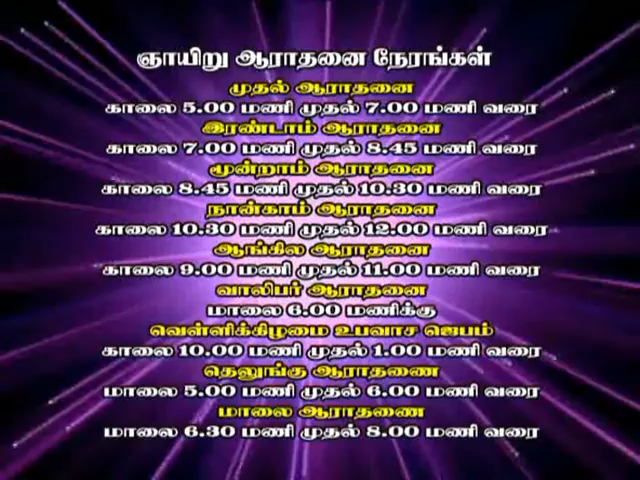 ஞாயிறு ஆராதனை நேரங்கள்
முதல் ஆராதனை
காலை 5.00 மணி முதல் 7.00 மணி வரை
இரண்டாம் ஆராதனை
காலை 7.00 மணி முதல் 8.45 மணி வரை
மூன்றாம் ஆராதனை
காலை 8.45 மணி முதல் 10.30 மணி வரை
நான்காம் ஆராதனை
காலை 10.30 மணி முதல் 12.00 மணி வரை
ஆங்கில ஆராதனை
காலை 9.00 மணி முதல் 11.00 மணி வரை
வாலிபர் ஆராதனை
மாலை 6.00 மணிக்கு
வெள்ளிக்கிழமை உபவாச ஜெபம்
காலை 10.00 மணி முதல் 1.00 மணி வரை
தெலுங்கு ஆராதணை
மாலை 5.00 மணி முதல் 6.00 மணி வரை
மாலை ஆராதணை
மாலை 6.30 மணி முதல் 8.00 மணி வரை